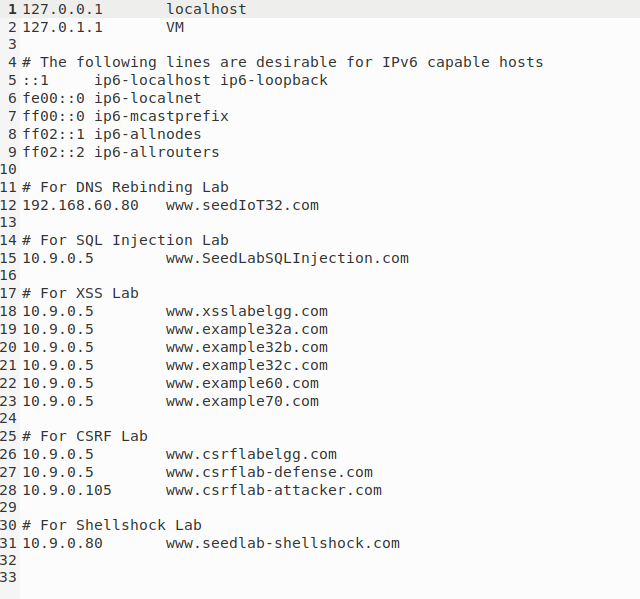 1 127.0.0.1       localhost
2 127.0.1.1       VM
3
4 # The following lines are desirable for IPv6 capable hosts
5 ::1     ip6-localhost ip6-loopback
6 fe00::0 ip6-localnet
7 ff00::0 ip6-mcastprefix
8 ff02::1 ip6-allnodes
9 ff02::2 ip6-allrouters
10
11 # For DNS Rebinding Lab
12 192.168.60.80   www.seedIoT32.com
13
14 # For SQL Injection Lab
15 10.9.0.5        www.SeedLabSQLInjection.com
16
17 # For XSS Lab
18 10.9.0.5        www.xsslabelgg.com
19 10.9.0.5        www.example32a.com
20 10.9.0.5        www.example32b.com
21 10.9.0.5        www.example32c.com
22 10.9.0.5        www.example60.com
23 10.9.0.5        www.example70.com
24
25 # For CSRF Lab
26 10.9.0.5        www.csrflabelgg.com
27 10.9.0.5        www.csrflab-defense.com
28 10.9.0.105      www.csrflab-attacker.com
29
30 # For Shellshock Lab
31 10.9.0.80       www.seedlab-shellshock.com
32
33